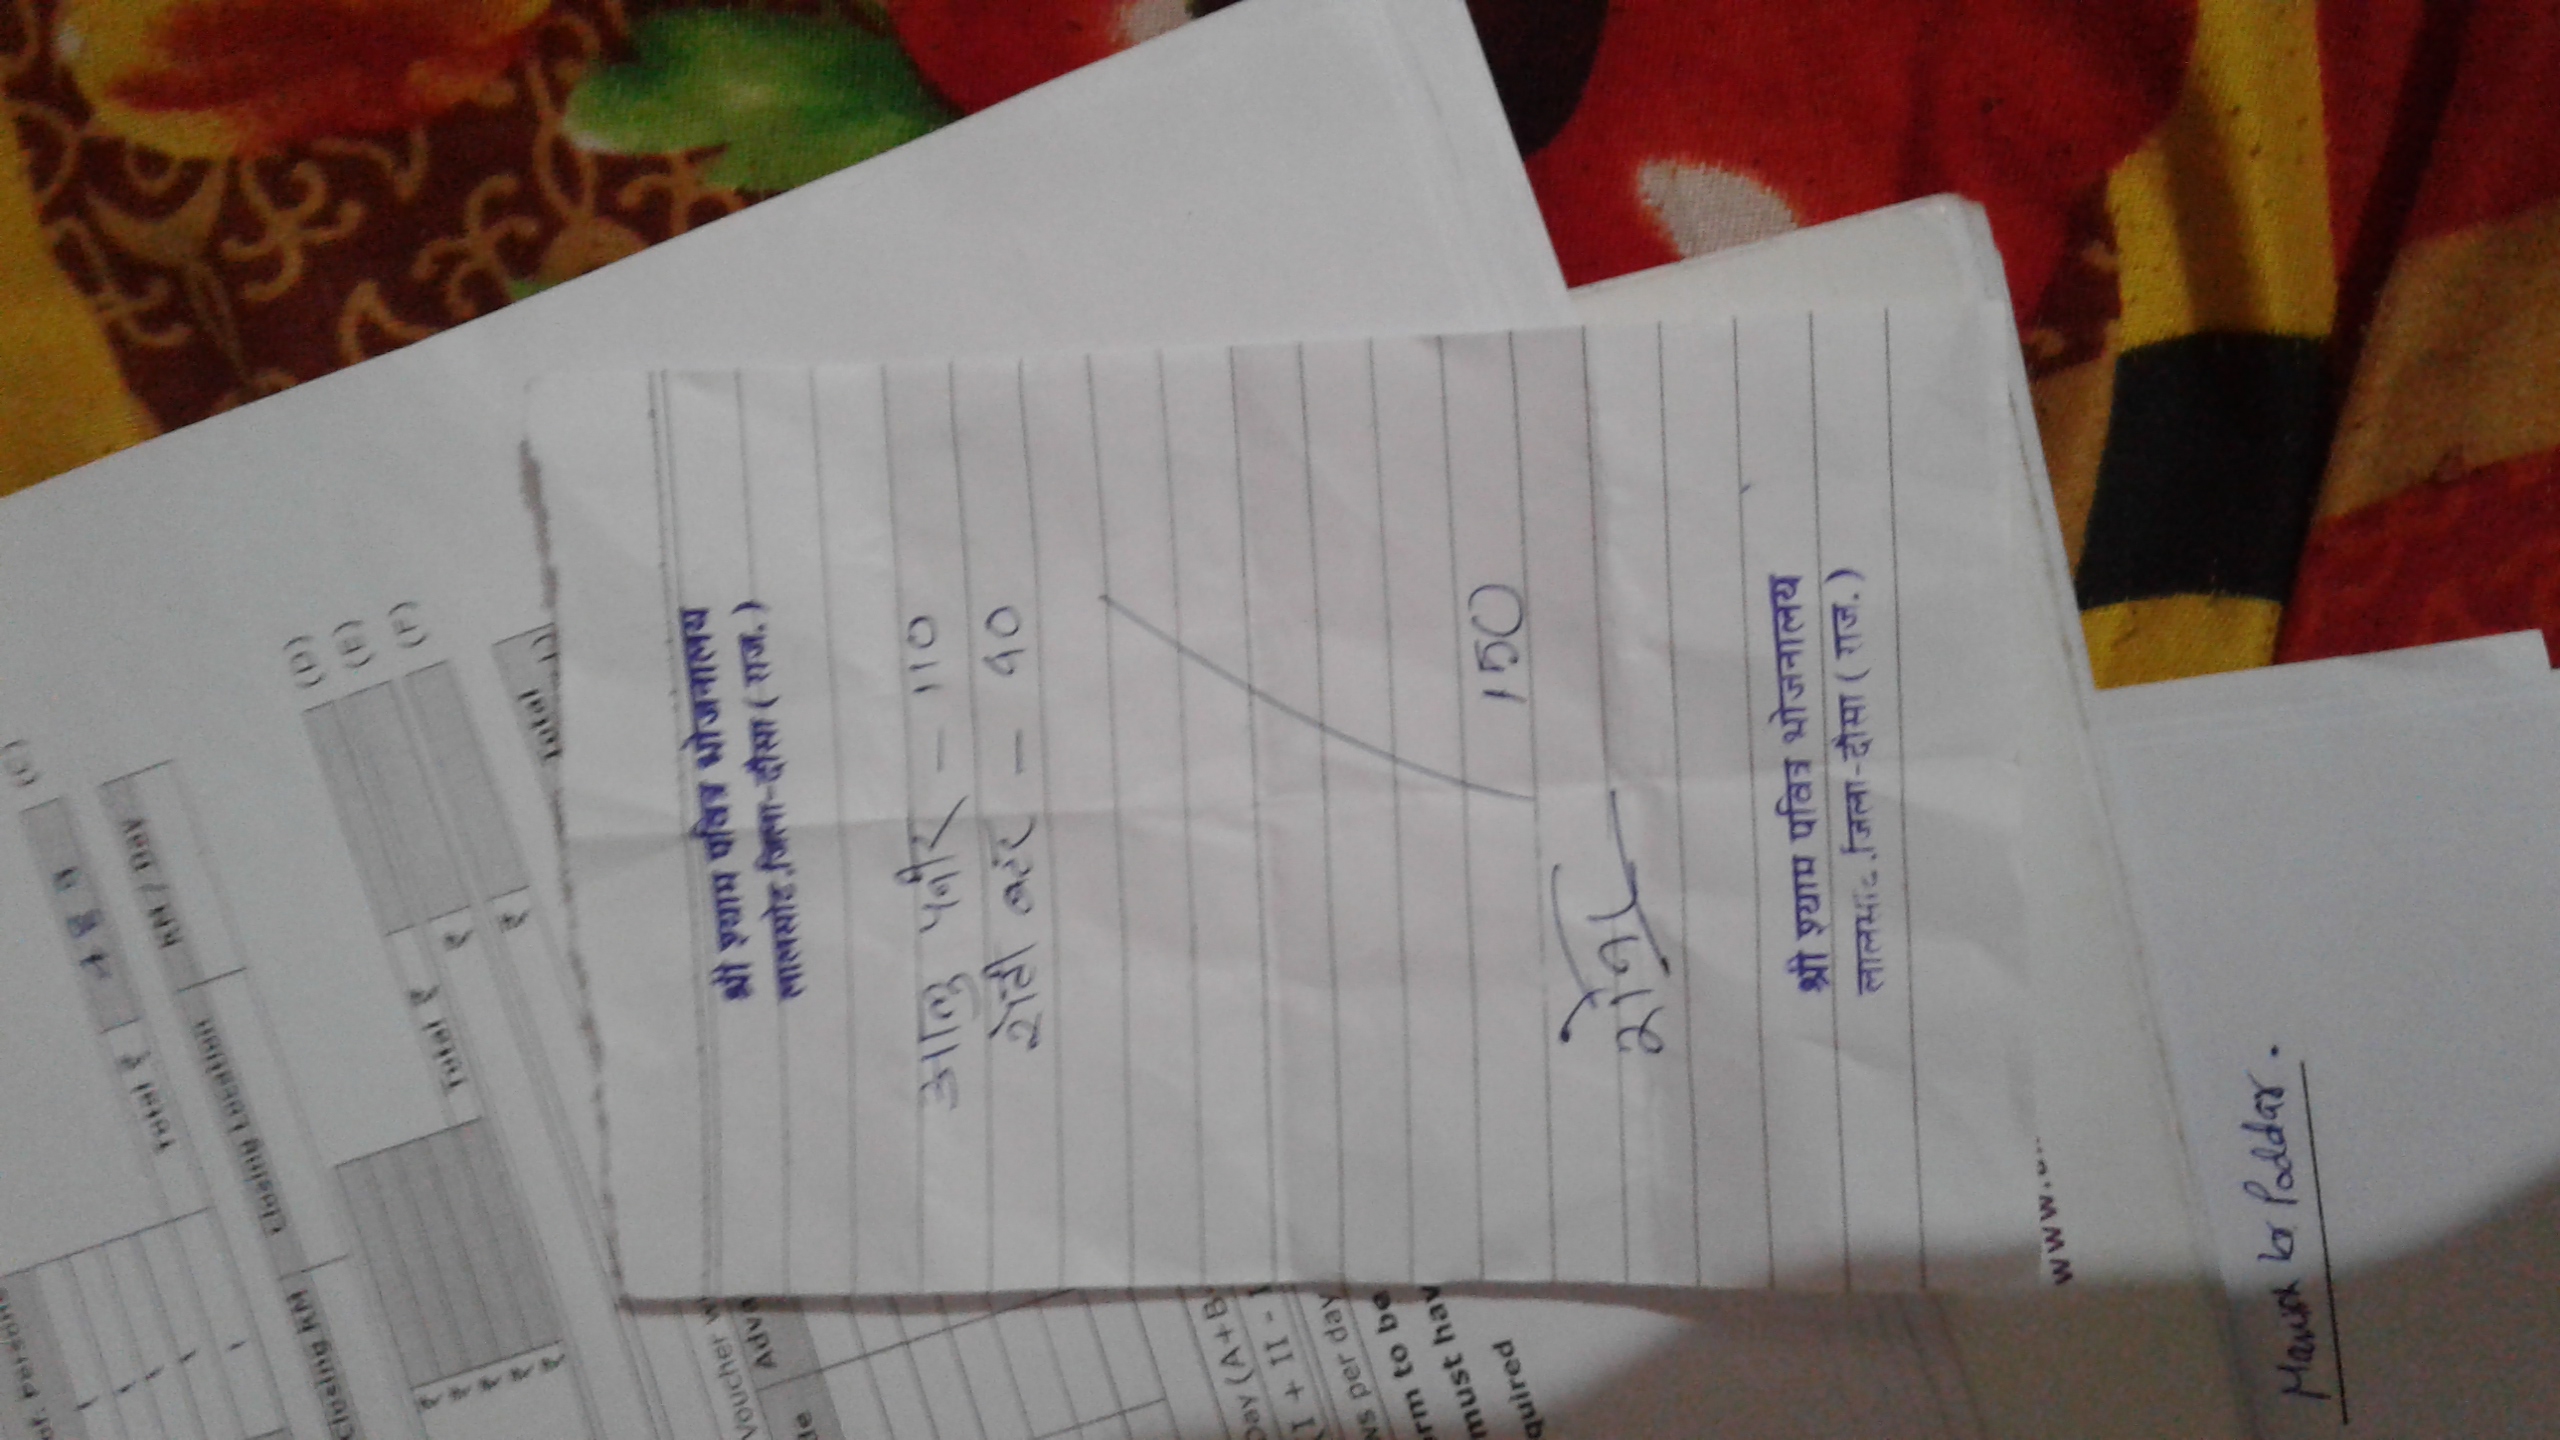 श्री श्याम पवित्र भोजनालय
लालसोट, जिला-दौसा ( राज. )
आलु पनीर - 110
रोटी बटर - 40
150
श्री श्याम पवित्र भोजनालय
लालसोट, जिला-दौसा ( राज. )
Poddar.
www.
quired
must hav
rm to be
ws per day
(I + II - I
Day (A+B
Adva
Voucher w
Closing KM
Closing Location
KM / Day
Total ₹
(C)
Total ₹
₹
₹
Total
(D)
(E)
(F)
₹
₹
₹
₹